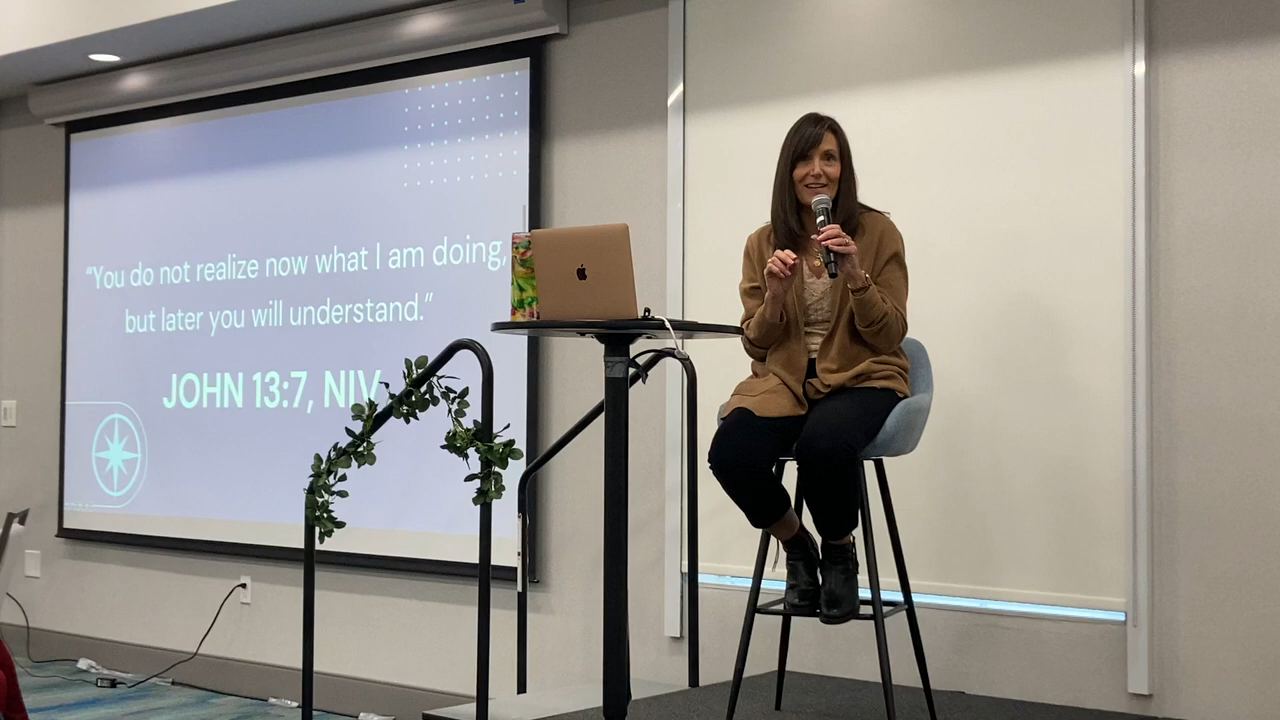 “You do not realize now what I am doing,
but later you will understand.”
JOHN 13:7, NIV